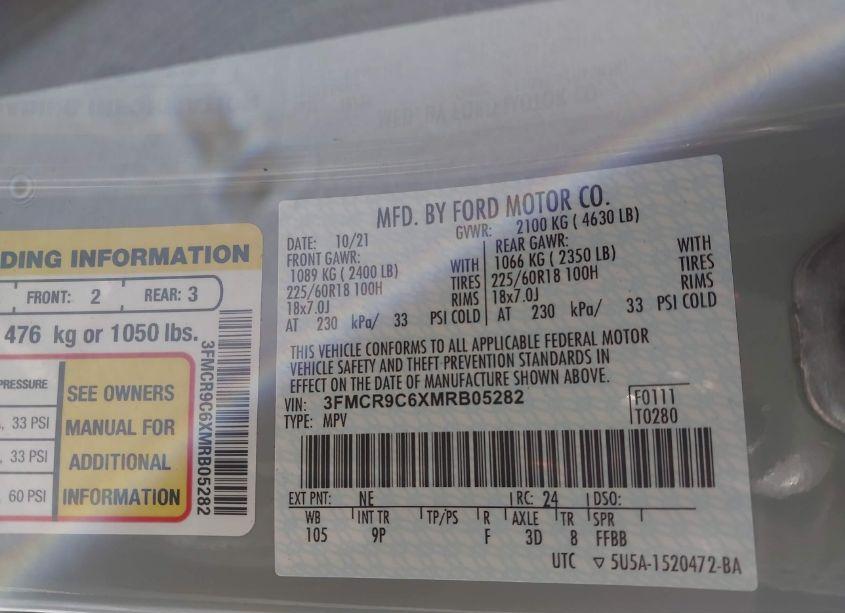 DING INFORMATION
FRONT: 2
REAR: 3
476 kg or 1050 lbs.
PRESSURE
33 PSI
33 PSI
60 PSI
SEE OWNERS
MANUAL FOR
ADDITIONAL
INFORMATION
3FMCR9C6XMRB05282
MFD. BY FORD MOTOR CO.
DATE: 10/21 GVWR: 2100 KG ( 4630 LB)
FRONT GAWR:
1089 KG ( 2400 LB) WITH
225/60R18 100H TIRES
18x7.0J RIMS
AT 230 kPa/ 33 PSI COLD
REAR GAWR: WITH
1066 KG ( 2350 LB) TIRES
225/60R18 100H RIMS
18x7.0J
AT 230 kPa/ 33 PSI COLD
THIS VEHICLE CONFORMS TO ALL APPLICABLE FEDERAL MOTOR
VEHICLE SAFETY AND THEFT PREVENTION STANDARDS IN
EFFECT ON THE DATE OF MANUFACTURE SHOWN ABOVE.
VIN: 3FMCR9C6XMRB05282
TYPE: MPV
F0111
T0280
EXT PNT: NE RC: 24 DSO:
WB INT TR TP/PS R AXLE TR SPR
105 9P F 3D 8 FFBB
UTC ▽ 5U5A-1520472-BA